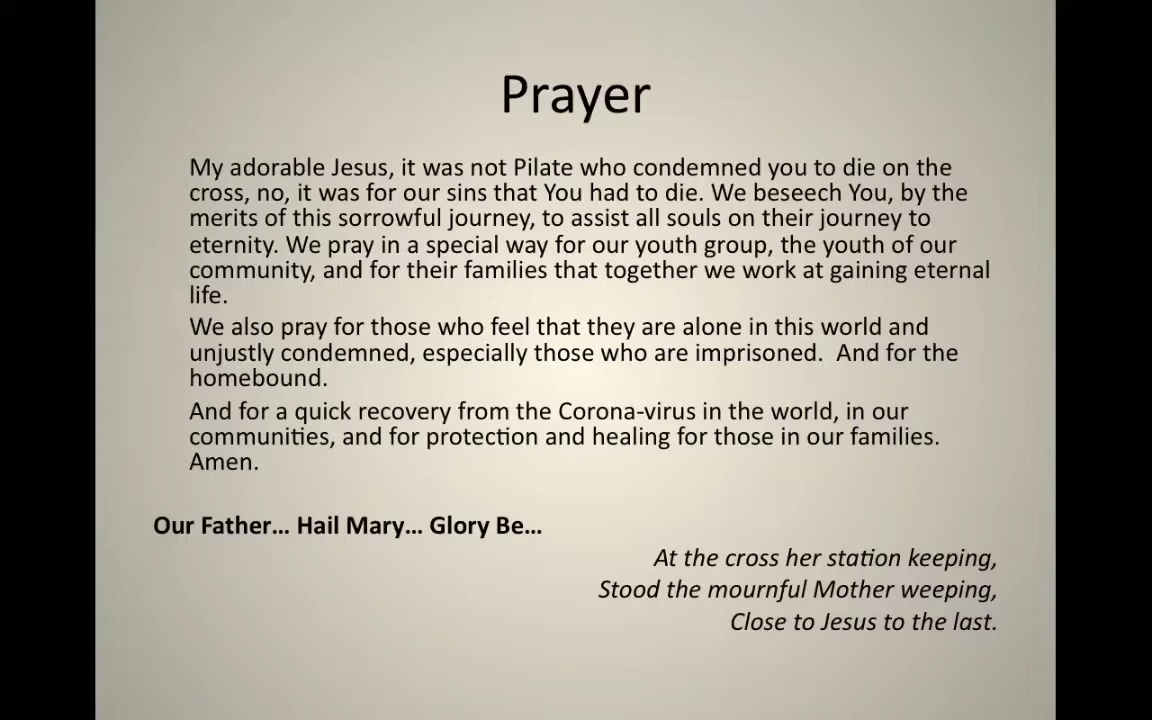 Prayer
My adorable Jesus, it was not Pilate who condemned you to die on the
cross, no, it was for our sins that You had to die. We beseech You, by the
merits of this sorrowful journey, to assist all souls on their journey to
eternity. We pray in a special way for our youth group, the youth of our
community, and for their families that together we work at gaining eternal
life.
We also pray for those who feel that they are alone in this world and
unjustly condemned, especially those who are imprisoned.  And for the
homebound.
And for a quick recovery from the Corona-virus in the world, in our
communities, and for protection and healing for those in our families.
Amen.
Our Father... Hail Mary... Glory Be...
At the cross her station keeping,
Stood the mournful Mother weeping,
Close to Jesus to the last.